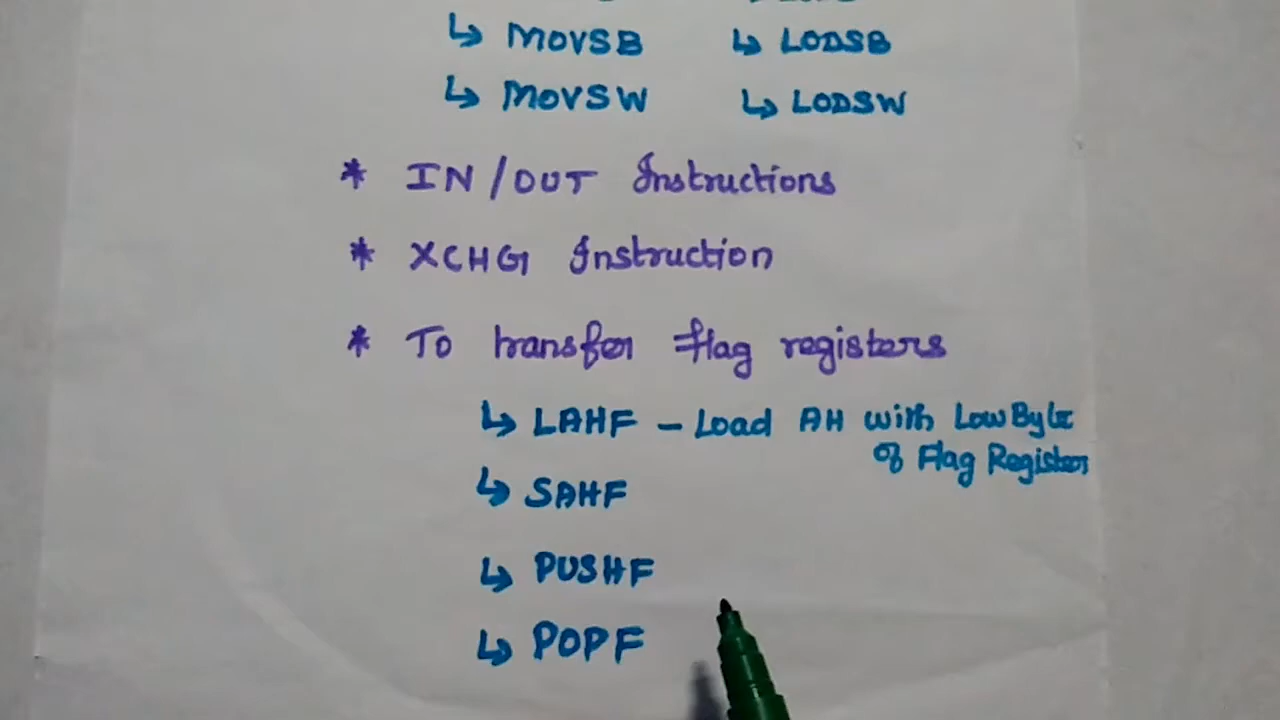 ↳ MOVSB ↳ LODSB
↳ MOVSW ↳ LODSW
* IN/OUT Instructions
* XCHG Instruction
* To transfer flag registers
↳ LAHF - Load AH with Low Byte
of Flag Register
↳ SAHF
↳ PUSHF
↳ POPF